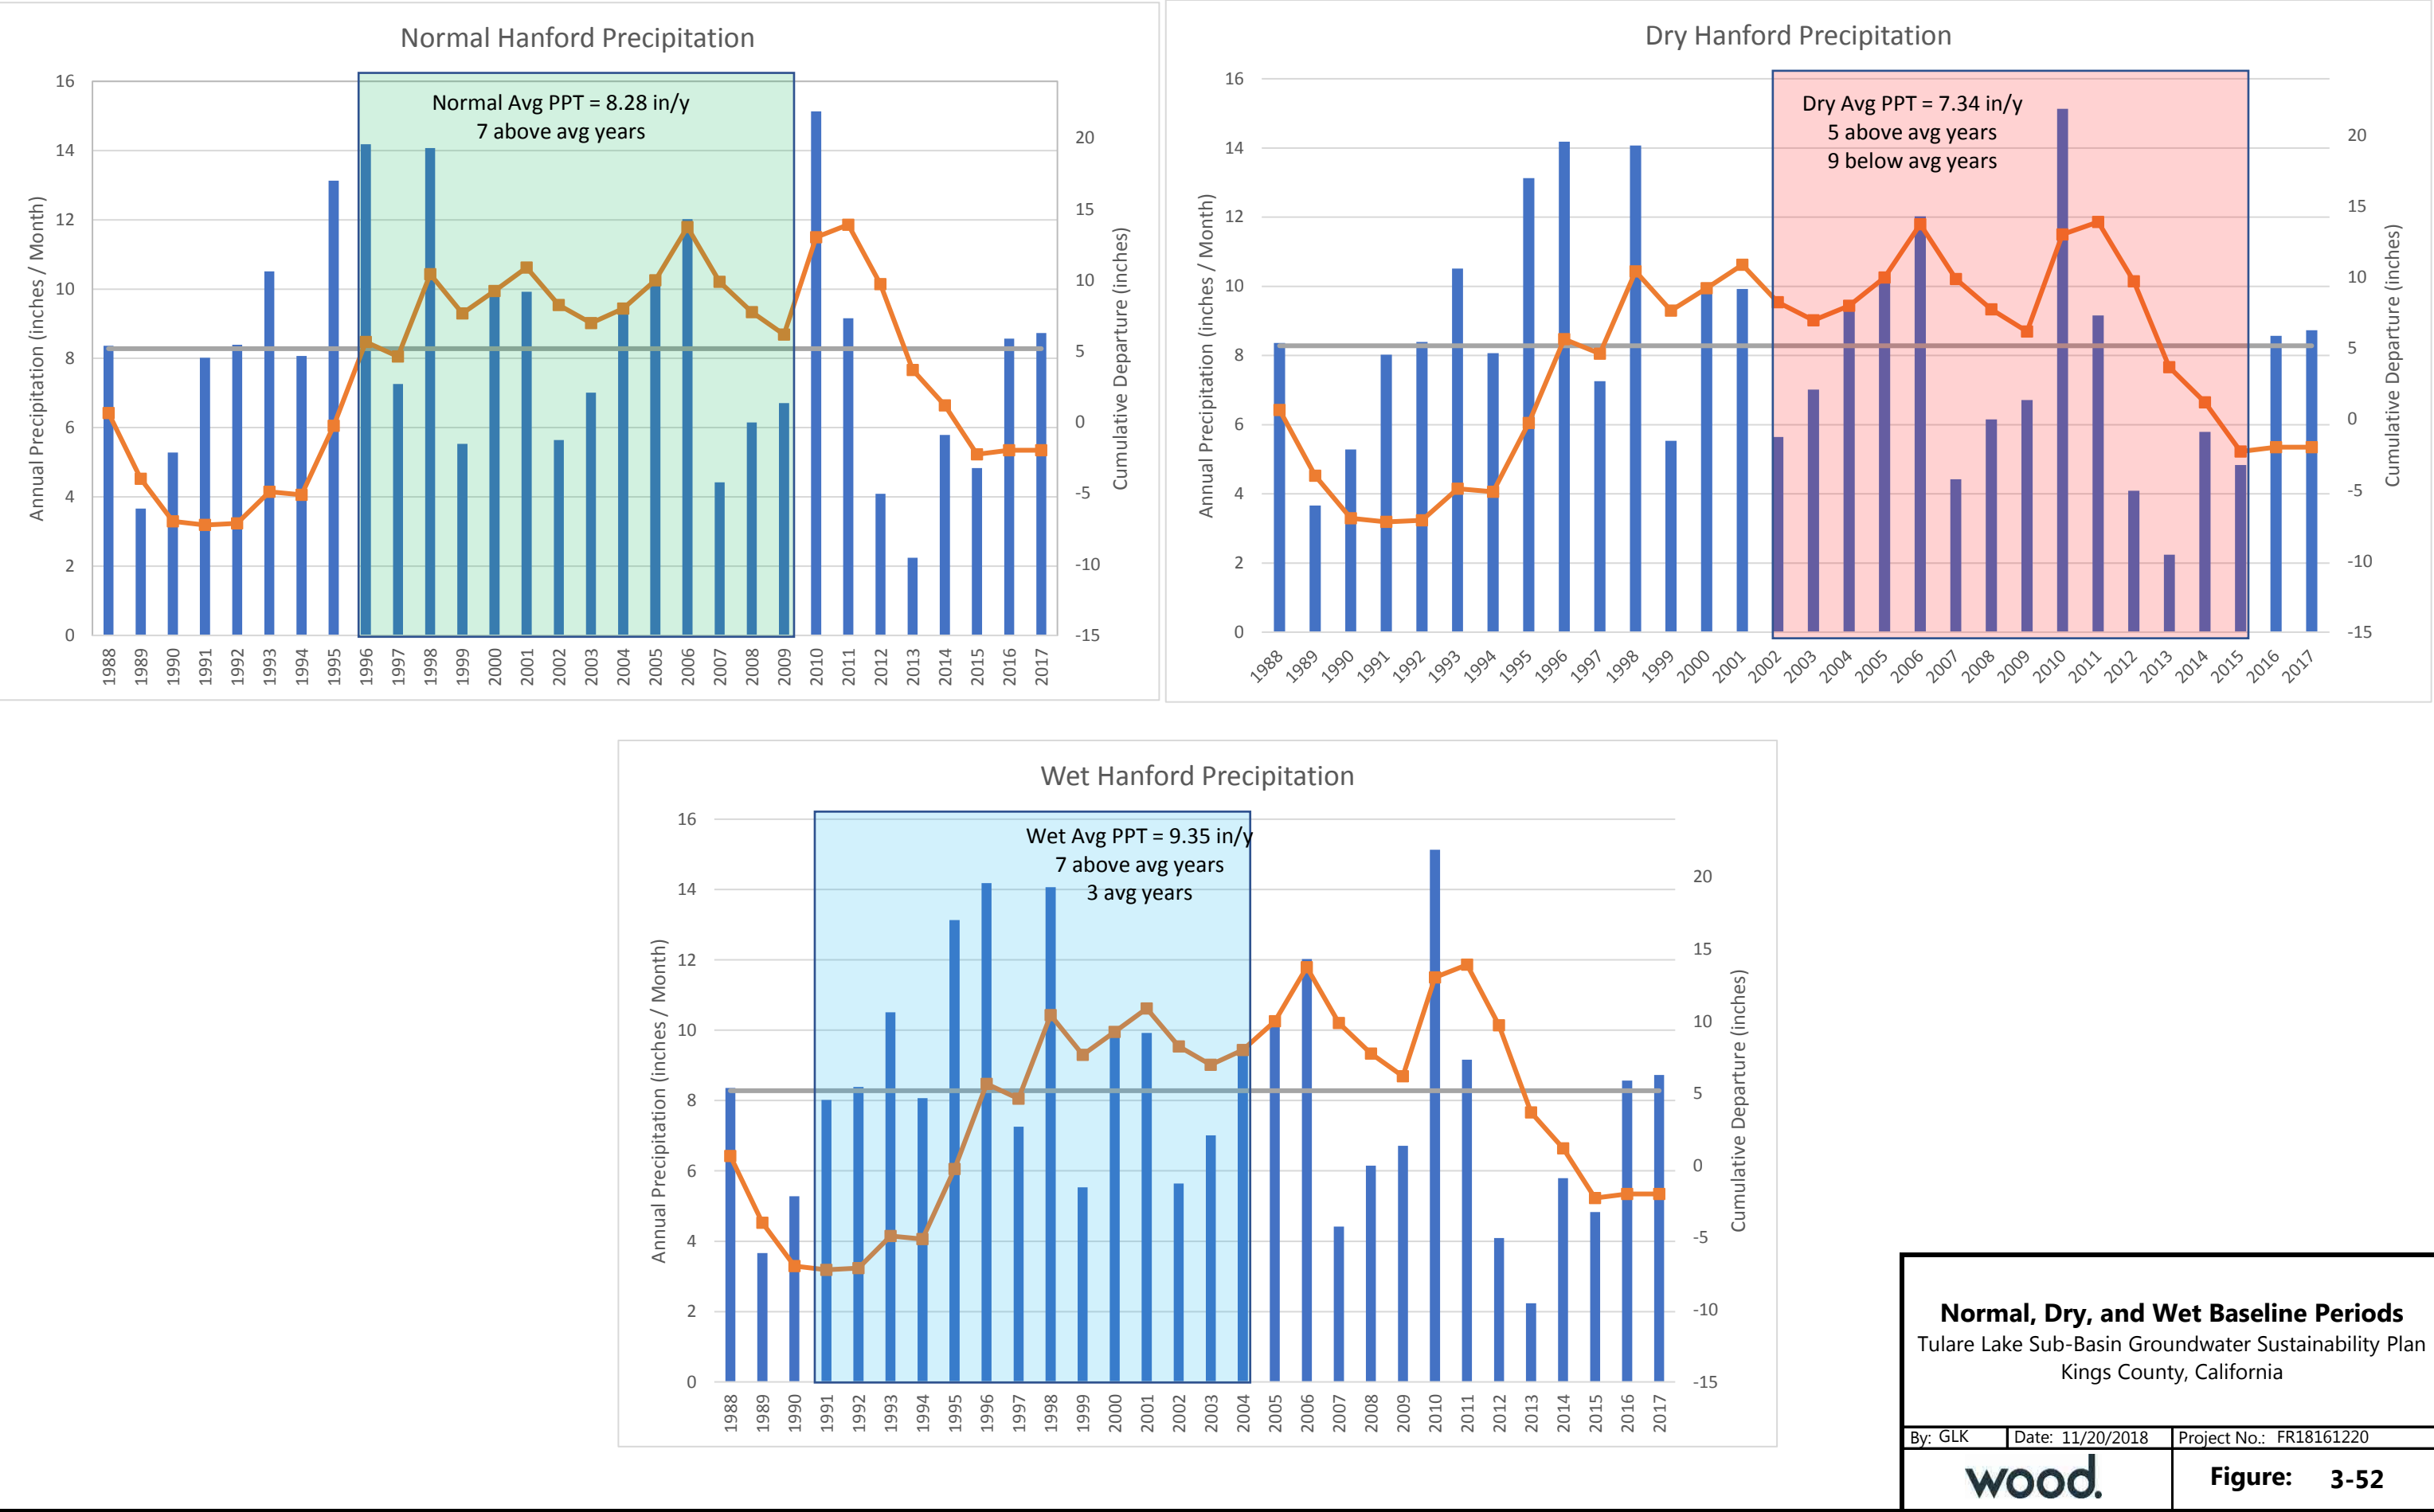 Normal Hanford Precipitation
Normal Avg PPT = 8.28 in/y
7 above avg years
Annual Precipitation (inches / Month)
16
14
12
10
8
6
4
2
0
20
15
10
5
0
-5
-10
-15
Cumulative Departure (inches)
1988 1989 1990 1991 1992 1993 1994 1995 1996 1997 1998 1999 2000 2001 2002 2003 2004 2005 2006 2007 2008 2009 2010 2011 2012 2013 2014 2015 2016 2017
Dry Hanford Precipitation
Dry Avg PPT = 7.34 in/y
5 above avg years
9 below avg years
Annual Precipitation (inches / Month)
16
14
12
10
8
6
4
2
0
20
15
10
5
0
-5
-10
-15
Cumulative Departure (inches)
1988 1989 1990 1991 1992 1993 1994 1995 1996 1997 1998 1999 2000 2001 2002 2003 2004 2005 2006 2007 2008 2009 2010 2011 2012 2013 2014 2015 2016 2017
Wet Hanford Precipitation
Wet Avg PPT = 9.35 in/y
7 above avg years
3 avg years
Annual Precipitation (inches / Month)
16
14
12
10
8
6
4
2
0
20
15
10
5
0
-5
-10
-15
Cumulative Departure (inches)
1988 1989 1990 1991 1992 1993 1994 1995 1996 1997 1998 1999 2000 2001 2002 2003 2004 2005 2006 2007 2008 2009 2010 2011 2012 2013 2014 2015 2016 2017
Normal, Dry, and Wet Baseline Periods
Tulare Lake Sub-Basin Groundwater Sustainability Plan
Kings County, California
By: GLK Date: 11/20/2018 Project No.: FR18161220
wood. Figure: 3-52